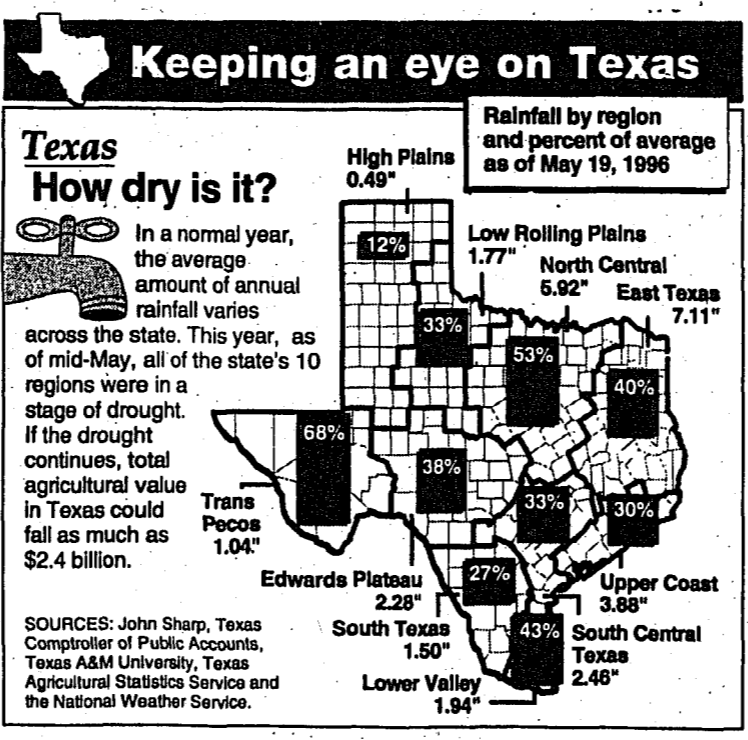 Keeping an eye on Texas
Rainfall by region
and percent of average
as of May 19, 1996
Texas
How dry is it?
In a normal year,
the average
amount of annual
rainfall varies
across the state. This year, as
of mid-May, all of the state's 10
regions were in a
stage of drought.
If the drought
continues, total
agricultural value
in Texas could
fall as much as
$2.4 billion.
SOURCES: John Sharp, Texas
Comptroller of Public Accounts,
Texas A&M University, Texas
Agricultural Statistics Service and
the National Weather Service.
High Plains
0.49"
12%
Low Rolling Plains
1.77"
33%
North Central
5.92"
53%
East Texas
7.11"
40%
68%
Trans
Pecos
1.04"
38%
Edwards Plateau
2.28"
33%
30%
Upper Coast
3.88"
27%
South Texas
1.50"
43%
South Central
Texas
2.46"
Lower Valley
1.94"